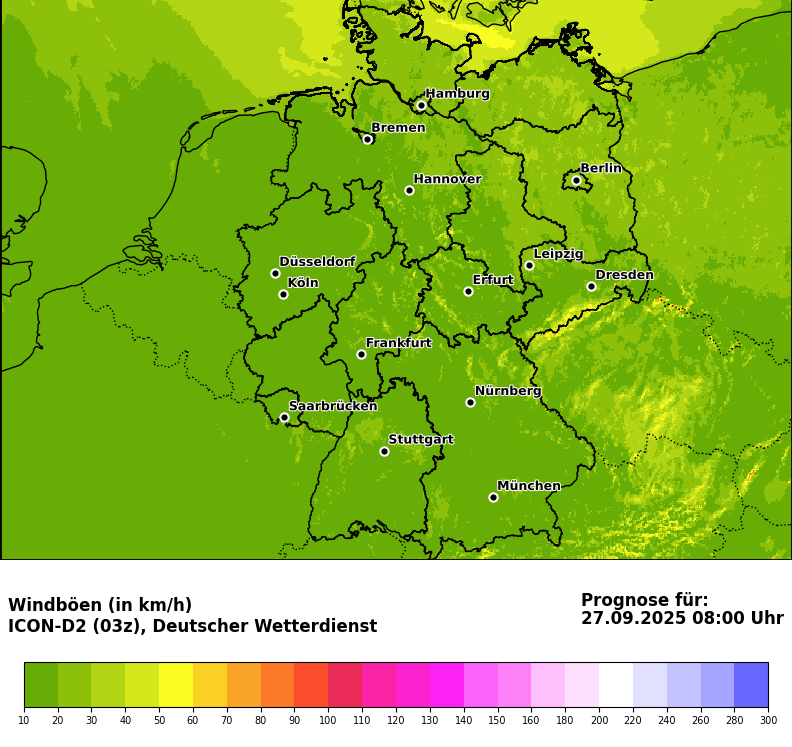 Hamburg
Bremen
Berlin
Hannover
Leipzig
Düsseldorf
Dresden
Köln
Erfurt
Frankfurt
Nürnberg
Saarbrücken
Stuttgart
München
Windböen (in km/h)
ICON-D2 (03z), Deutscher Wetterdienst
Prognose für:
27.09.2025 08:00 Uhr
10 20 30 40 50 60 70 80 90 100 110 120 130 140 150 160 180 200 220 240 260 280 300